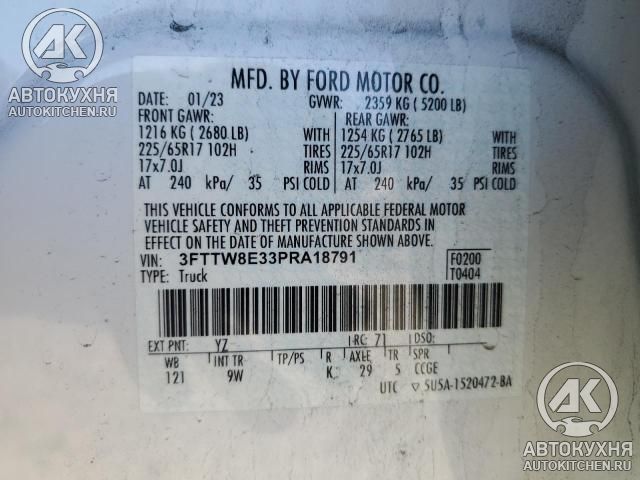 AK
АВТОКУХНЯ
AUTOKITCHEN.RU
MFD. BY FORD MOTOR CO.
DATE: 01/23 GVWR: 2359 KG (5200 LB)
FRONT GAWR: REAR GAWR:
1216 KG (2680 LB) WITH 1254 KG (2765 LB) WITH
225/65R17 102H TIRES 225/65R17 102H TIRES
17x7.0J RIMS 17x7.0J RIMS
AT 240 kPa/ 35 PSI COLD AT 240 kPa/ 35 PSI COLD
THIS VEHICLE CONFORMS TO ALL APPLICABLE FEDERAL MOTOR
VEHICLE SAFETY AND THEFT PREVENTION STANDARDS IN
EFFECT ON THE DATE OF MANUFACTURE SHOWN ABOVE.
VIN: 3FTTW8E33PRA18791 F0200
TYPE: Truck T0404
EXT PNT: YZ RC: 71 DSO:
WB INT TR TP/PS R AXLE TR SPR
121 9W K 29 5 CCGE
UTC ▽ 5U5A-1520472-BA
AK
АВТОКУХНЯ
AUTOKITCHEN.RU